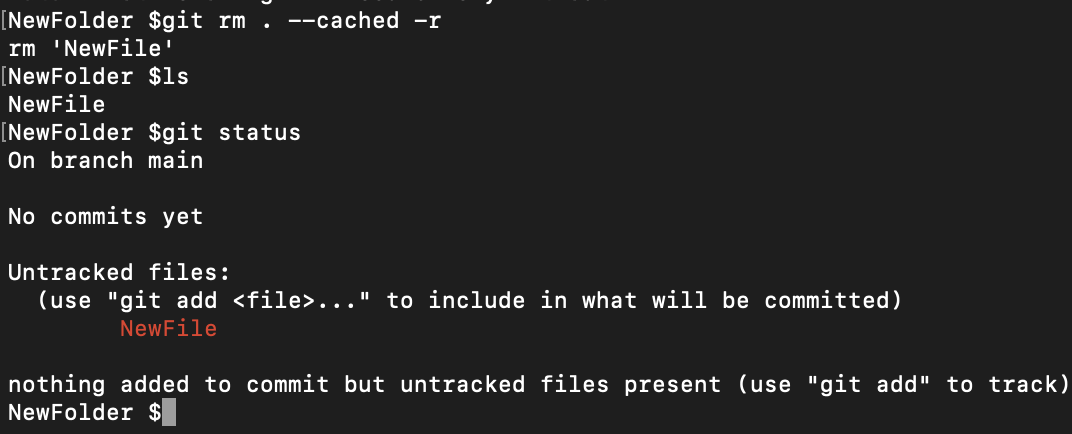 [NewFolder $git rm . --cached -r
rm 'NewFile'
[NewFolder $ls
NewFile
[NewFolder $git status
On branch main
No commits yet
Untracked files:
  (use "git add <file>..." to include in what will be committed)
        NewFile
nothing added to commit but untracked files present (use "git add" to track)
NewFolder $